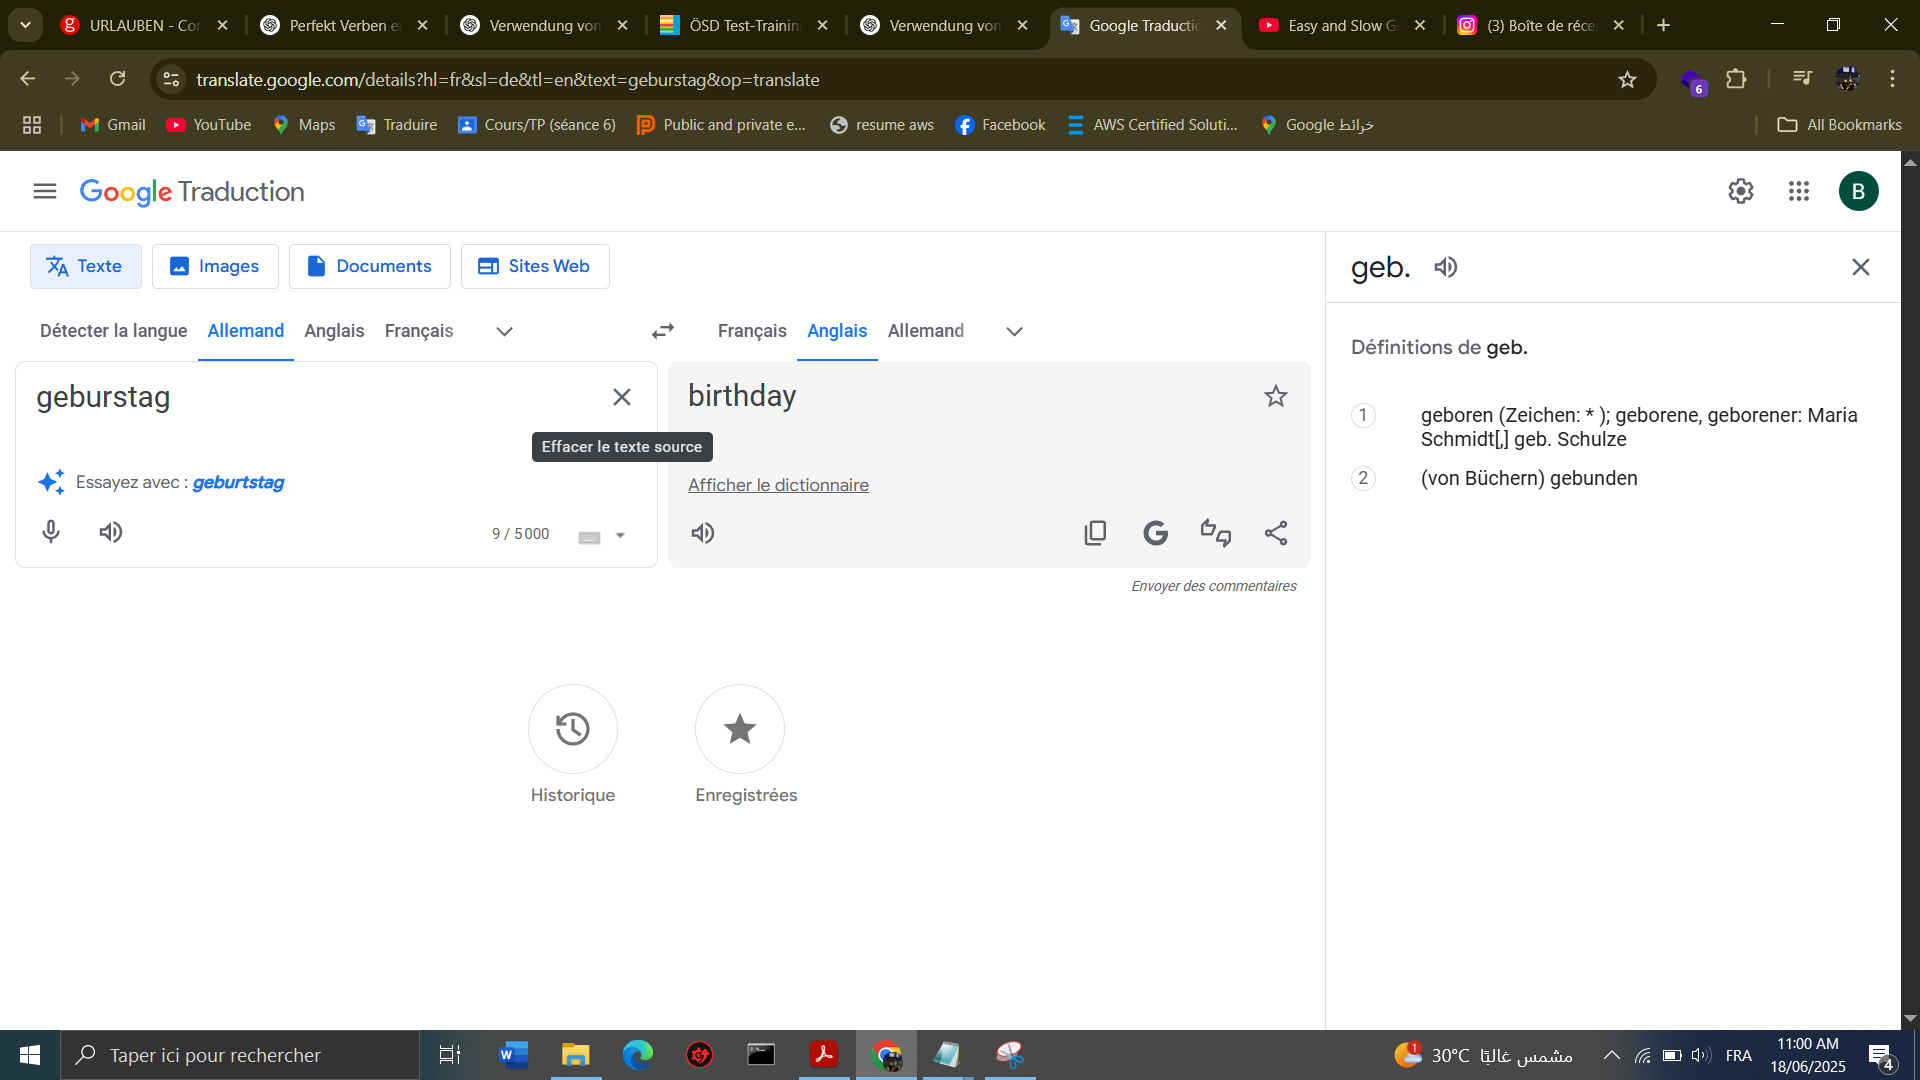 URLAUBEN - Cor
Perfekt Verben e
Verwendung von
ÖSD Test-Training
Verwendung von
Google Traductic
Easy and Slow G
(3) Boîte de réce
translate.google.com/details?hl=fr&sl=de&tl=en&text=geburstag&op=translate
6
Gmail
YouTube
Maps
Traduire
Cours/TP (séance 6)
Public and private e...
resume aws
Facebook
AWS Certified Soluti...
خرائط Google
All Bookmarks
Google Traduction
B
Texte
Images
Documents
Sites Web
Détecter la langue
Allemand
Anglais
Français
Français
Anglais
Allemand
geburstag
Effacer le texte source
Essayez avec : geburtstag
9 / 5 000
birthday
Afficher le dictionnaire
Envoyer des commentaires
Historique
Enregistrées
geb.
Définitions de geb.
1
geboren (Zeichen: * ); geborene, geborener: Maria
Schmidt[,] geb. Schulze
2
(von Büchern) gebunden
Taper ici pour rechercher
1
30°C مشمس غالبًا
FRA
11:00 AM
18/06/2025
4